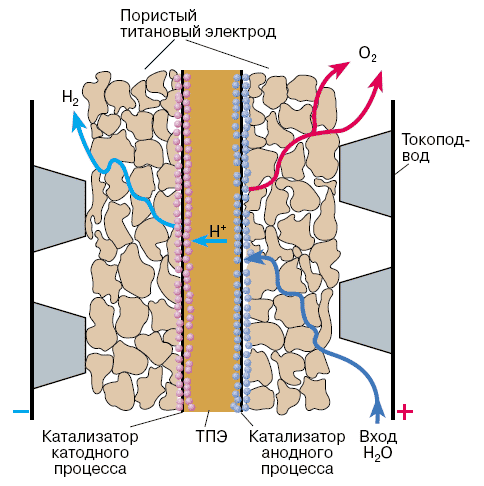 Пористый
титановый электрод
H₂
O₂
Токопод-
вод
H⁺
−
+
Катализатор
катодного
процесса
ТПЭ
Катализатор
анодного
процесса
Вход
H₂O